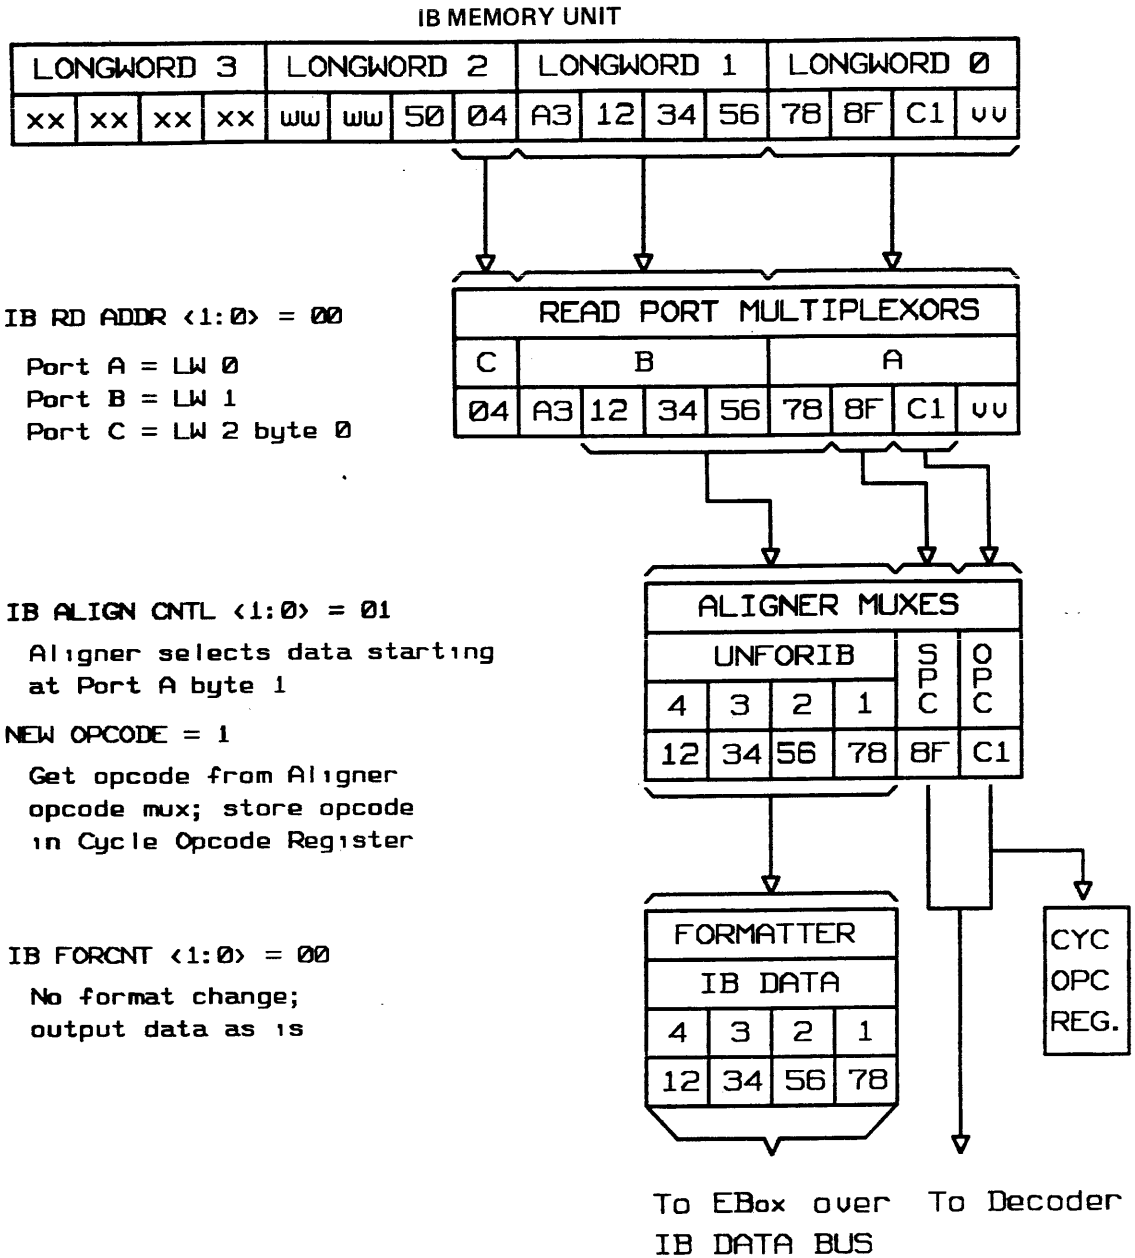 IB MEMORY UNIT
LONGWORD 3 LONGWORD 2 LONGWORD 1 LONGWORD 0
xx xx xx xx ww ww 50 04 A3 12 34 56 78 8F C1 vv
READ PORT MULTIPLEXORS
C B A
04 A3 12 34 56 78 8F C1 vv
IB RD ADDR <1:0> = 00
Port A = LW 0
Port B = LW 1
Port C = LW 2 byte 0
ALIGNER MUXES
UNFORIB SPC OPC
4 3 2 1
12 34 56 78 8F C1
IB ALIGN CNTL <1:0> = 01
Aligner selects data starting
at Port A byte 1
NEW OPCODE = 1
Get opcode from Aligner
opcode mux; store opcode
in Cycle Opcode Register
FORMATTER
IB DATA
4 3 2 1
12 34 56 78
CYC
OPC
REG.
IB FORCNT <1:0> = 00
No format change;
output data as is
To EBox over
IB DATA BUS
To Decoder